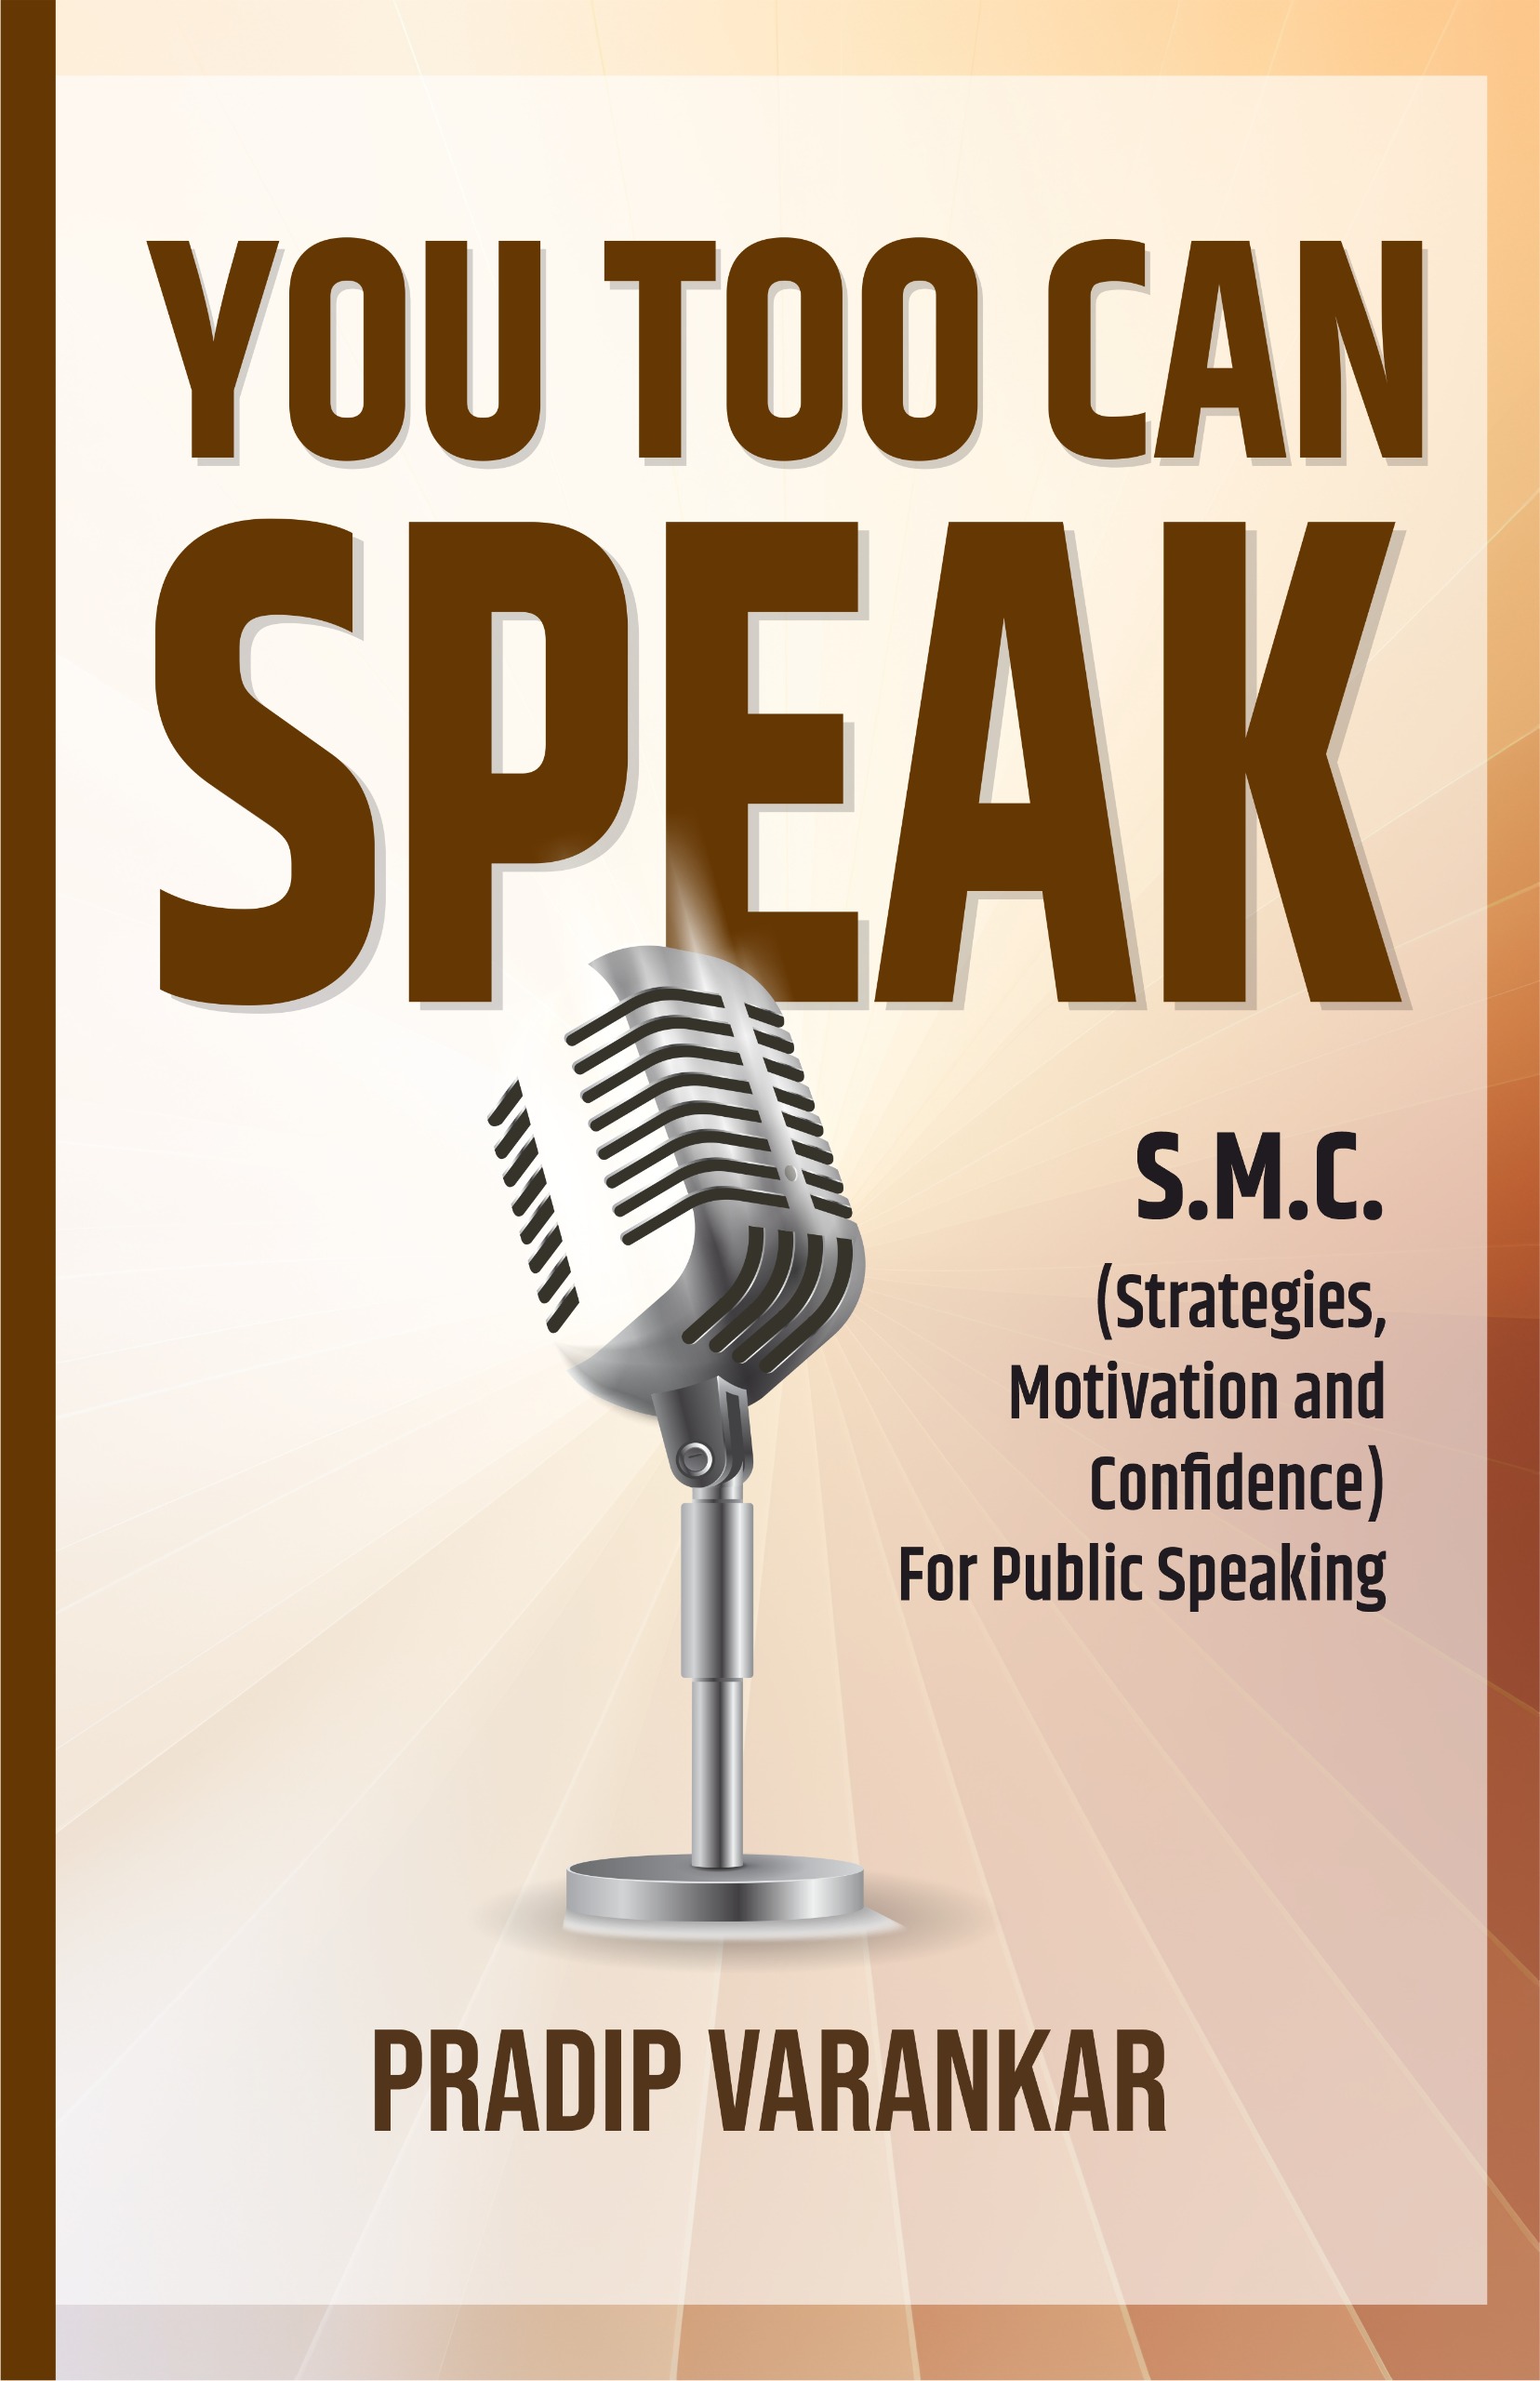 YOU TOO CAN
SPEAK
S.M.C.
(Strategies,
Motivation and
Confidence)
For Public Speaking
PRADIP VARANKAR